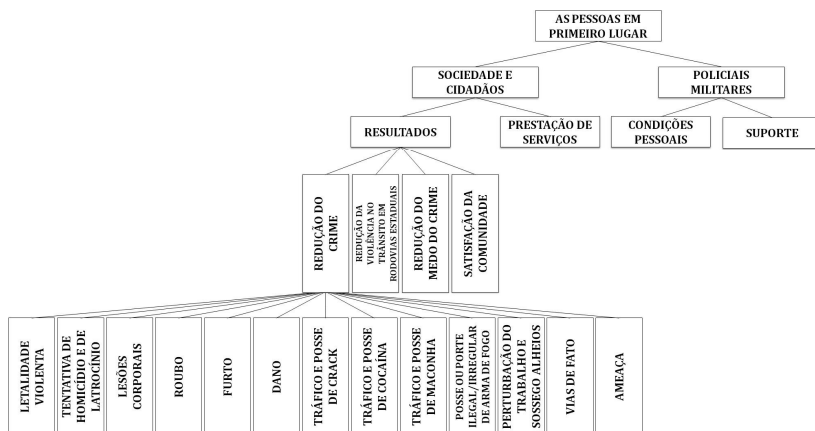 AS PESSOAS EM
PRIMEIRO LUGAR
SOCIEDADE E
CIDADÃOS
POLICIAIS
MILITARES
RESULTADOS
PRESTAÇÃO DE
SERVIÇOS
CONDIÇÕES
PESSOAIS
SUPORTE
REDUÇÃO DO
CRIME
REDUÇÃO DA
VIOLÊNCIA NO
TRÂNSITO EM
RODOVIAS ESTADUAIS
REDUÇÃO DO
MEDO DO CRIME
SATISFAÇÃO DA
COMUNIDADE
LETALIDADE
VIOLENTA
TENTATIVA DE
HOMICÍDIO E DE
LATROCÍNIO
LESÕES
CORPORAIS
ROUBO
FURTO
DANO
TRÁFICO E POSSE
DE CRACK
TRÁFICO E POSSE
DE COCAÍNA
TRÁFICO E POSSE
DE MACONHA
POSSE OU PORTE
ILEGAL/IRREGULAR
DE ARMA DE FOGO
PERTURBAÇÃO DO
TRABALHO E
SOSSEGO ALHEIOS
VIAS DE FATO
AMEAÇA